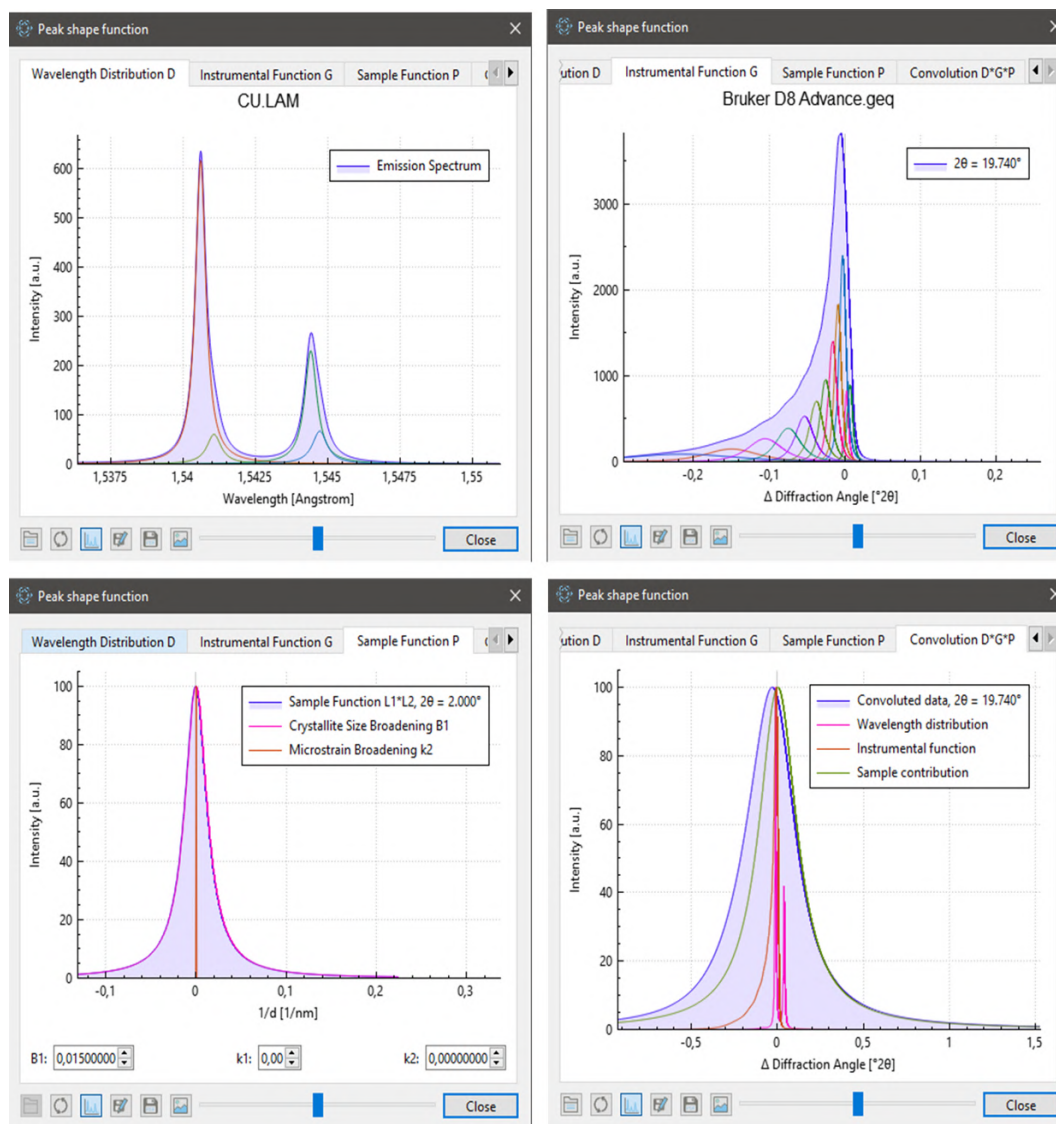 Peak shape function
Wavelength Distribution D Instrumental Function G Sample Function P
CU.LAM
Emission Spectrum
600
500
400
300
200
100
0
Intensity [a.u.]
1,5375 1,54 1,5425 1,545 1,5475 1,55
Wavelength [Angstrom]
Close
Peak shape function
ution D Instrumental Function G Sample Function P Convolution D*G*P
Bruker D8 Advance.geq
2θ = 19.740°
3000
2000
1000
0
Intensity [a.u.]
-0,2 -0,1 0 0,1 0,2
Δ Diffraction Angle [°2θ]
Close
Peak shape function
Wavelength Distribution D Instrumental Function G Sample Function P
Sample Function L1*L2, 2θ = 2.000°
Crystallite Size Broadening B1
Microstrain Broadening k2
100
80
60
40
20
0
Intensity [a.u.]
-0,1 0 0,1 0,2 0,3
1/d [1/nm]
B1: 0,01500000 k1: 0,00 k2: 0,00000000
Close
Peak shape function
ution D Instrumental Function G Sample Function P Convolution D*G*P
Convoluted data, 2θ = 19.740°
Wavelength distribution
Instrumental function
Sample contribution
100
80
60
40
20
0
Intensity [a.u.]
-0,5 0 0,5 1 1,5
Δ Diffraction Angle [°2θ]
Close